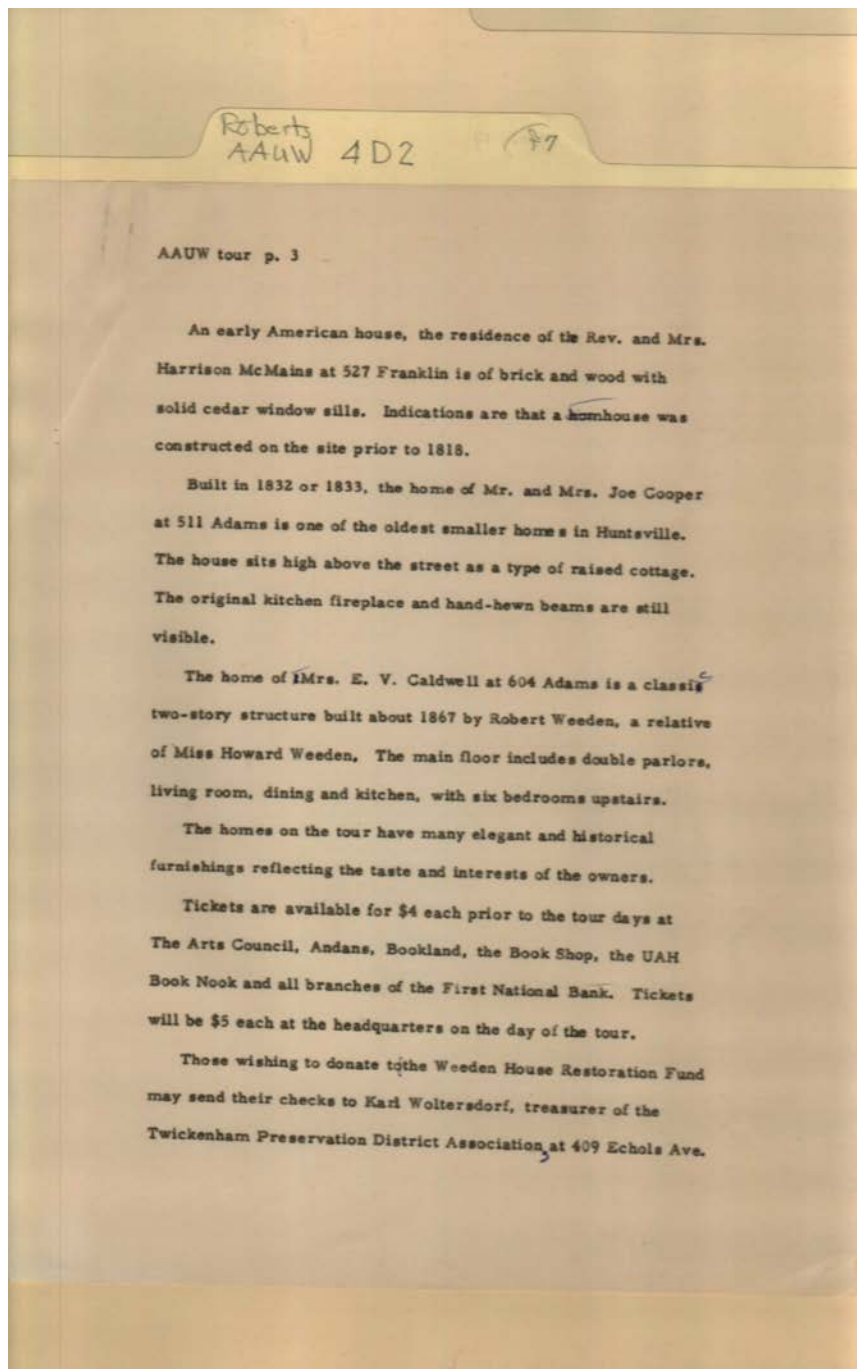 Roberts
AAUW 4D2
AAUW tour p. 3
An early American house, the residence of the Rev. and Mrs.
Harrison McMains at 527 Franklin is of brick and wood with
solid cedar window sills. Indications are that a house was
constructed on the site prior to 1818.
Built in 1832 or 1833, the home of Mr. and Mrs. Joe Cooper
at 511 Adams is one of the oldest smaller homes in Huntsville.
The house sits high above the street as a type of raised cottage.
The original kitchen fireplace and hand-hewn beams are still
visible.
The home of Mrs. E. V. Caldwell at 604 Adams is a classic
two-story structure built about 1867 by Robert Weeden, a relative
of Miss Howard Weeden. The main floor includes double parlors,
living room, dining and kitchen, with six bedrooms upstairs.
The homes on the tour have many elegant and historical
furnishings reflecting the taste and interests of the owners.
Tickets are available for $4 each prior to the tour days at
The Arts Council, Andans, Bookland, the Book Shop, the UAH
Book Nook and all branches of the First National Bank. Tickets
will be $5 each at the headquarters on the day of the tour.
Those wishing to donate to the Weeden House Restoration Fund
may send their checks to Karl Woltersdorf, treasurer of the
Twickenham Preservation District Association, at 409 Echols Ave.